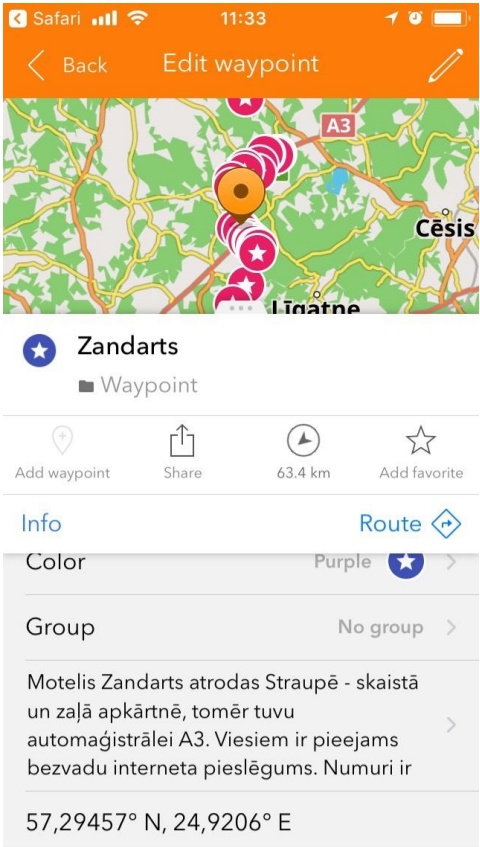 Safari
11:33
Back
Edit waypoint
A3
Cēsis
Līgatne
Zandarts
Waypoint
Add waypoint
Share
63.4 km
Add favorite
Info
Route
Color
Purple
Group
No group
Motelis Zandarts atrodas Straupē - skaistā
un zaļā apkārtnē, tomēr tuvu
automaģistrālei A3. Viesiem ir pieejams
bezvadu interneta pieslēgums. Numuri ir
57,29457° N, 24,9206° E